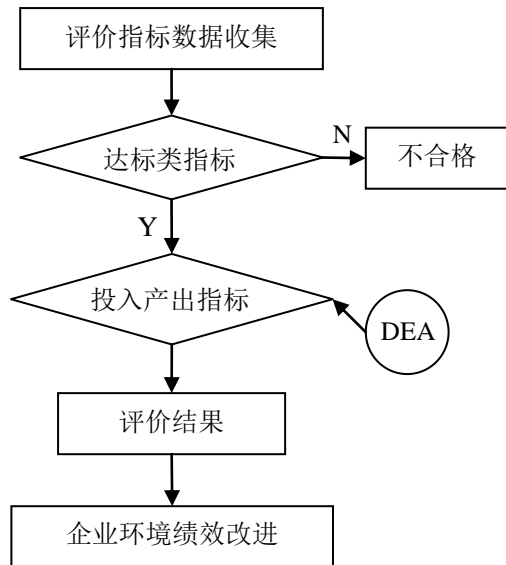 评价指标数据收集
达标类指标
N
不合格
Y
投入产出指标
DEA
评价结果
企业环境绩效改进